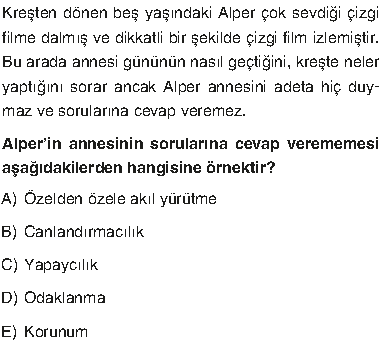 Kreşten dönen beş yaşındaki Alper çok sevdiği çizgi
filme dalmış ve dikkatli bir şekilde çizgi film izlemiştir.
Bu arada annesi gününün nasıl geçtiğini, kreşte neler
yaptığını sorar ancak Alper annesini adeta hiç duy-
maz ve sorularına cevap veremez.
Alper'in annesinin sorularına cevap verememesi
aşağıdakilerden hangisine örnektir?
A) Özelden özele akıl yürütme
B) Canlandırmacılık
C) Yapaycılık
D) Odaklanma
E) Korunum